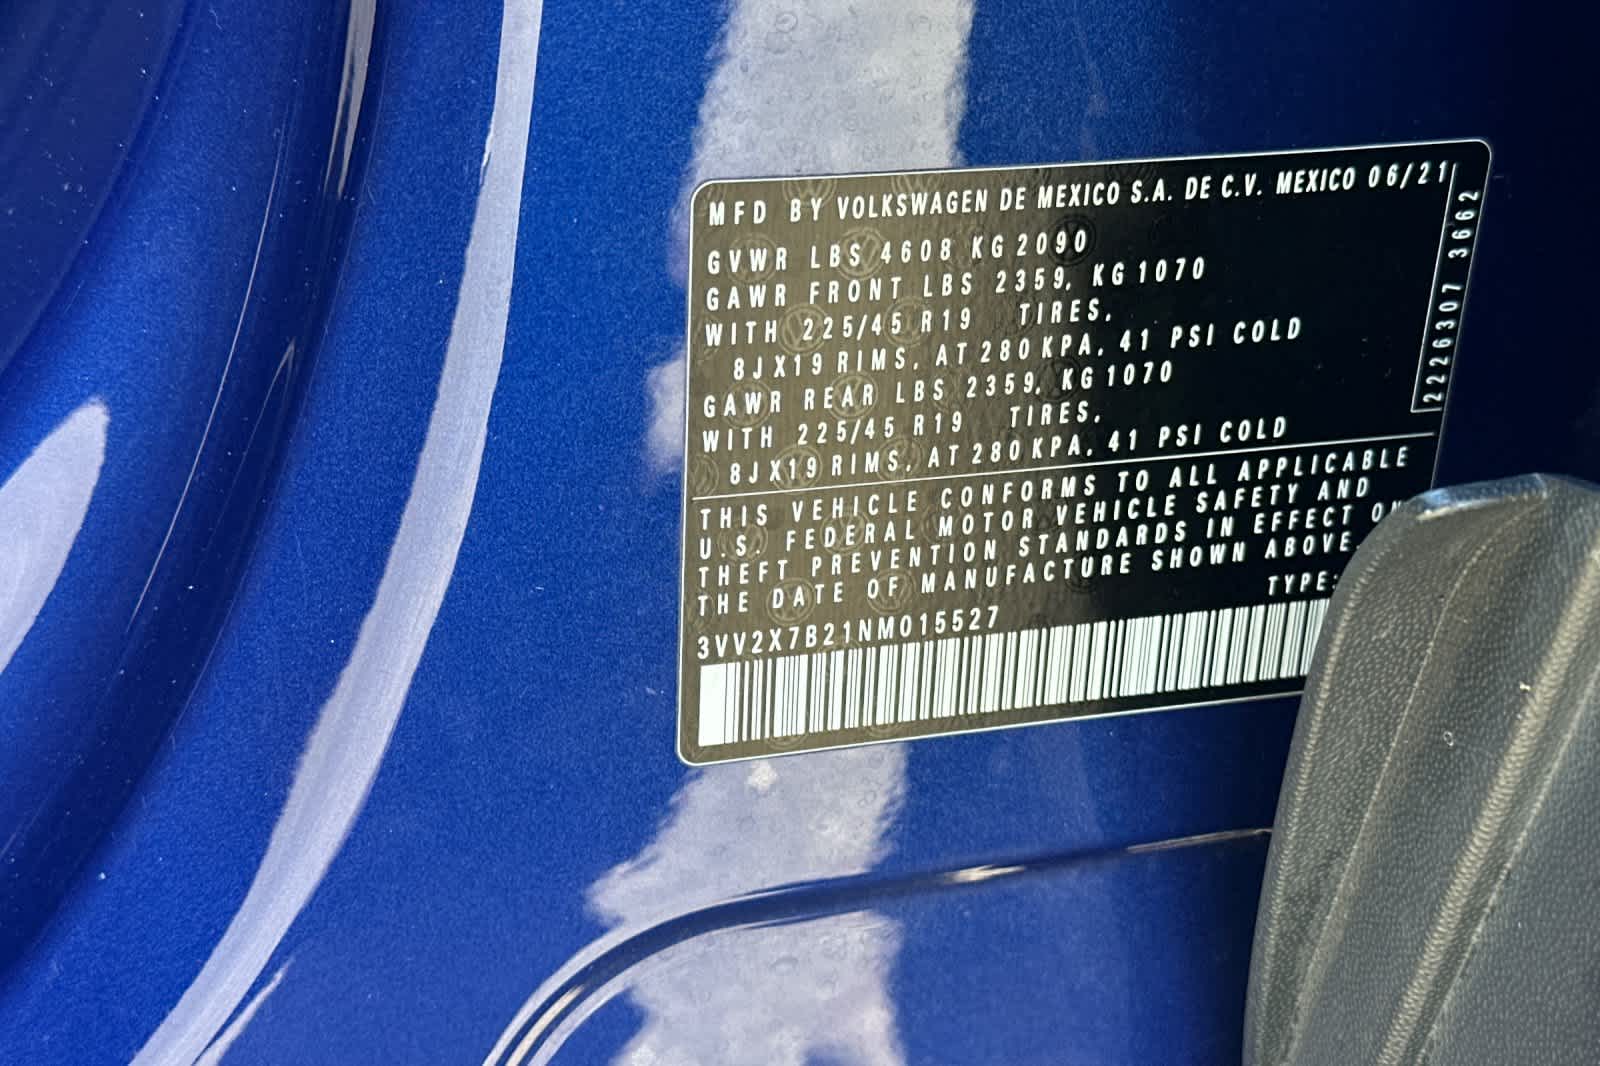 MFD BY VOLKSWAGEN DE MEXICO S.A. DE C.V. MEXICO 06/21
GVWR LBS 4608 KG 2090
GAWR FRONT LBS 2359, KG 1070
WITH 225/45 R19 TIRES,
8JX19 RIMS, AT 280 KPA, 41 PSI COLD
GAWR REAR LBS 2359, KG 1070
WITH 225/45 R19 TIRES,
8JX19 RIMS, AT 280 KPA, 41 PSI COLD
2226307 3662
THIS VEHICLE CONFORMS TO ALL APPLICABLE
U.S. FEDERAL MOTOR VEHICLE SAFETY AND
THEFT PREVENTION STANDARDS IN EFFECT ON
THE DATE OF MANUFACTURE SHOWN ABOVE.
TYPE:
3VV2X7B21NM015527